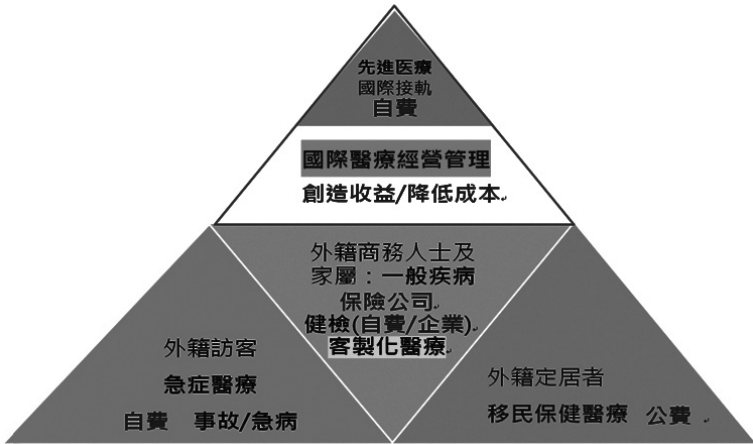 先進医療
國際接軌
自費
國際醫療經營管理
創造收益/降低成本
外籍商務人士及
家屬：一般疾病
保險公司
健檢(自費/企業)
客製化醫療
外籍訪客
急症醫療
自費 事故/急病
外籍定居者
移民保健醫療 公費